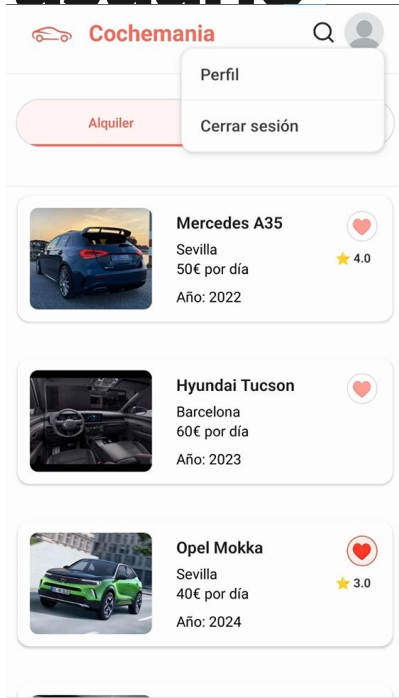 Cochemania
Perfil
Cerrar sesión
Alquiler
Mercedes A35
Sevilla
4.0
50€ por día
Año: 2022
Hyundai Tucson
Barcelona
60€ por día
Año: 2023
Opel Mokka
Sevilla
3.0
40€ por día
Año: 2024